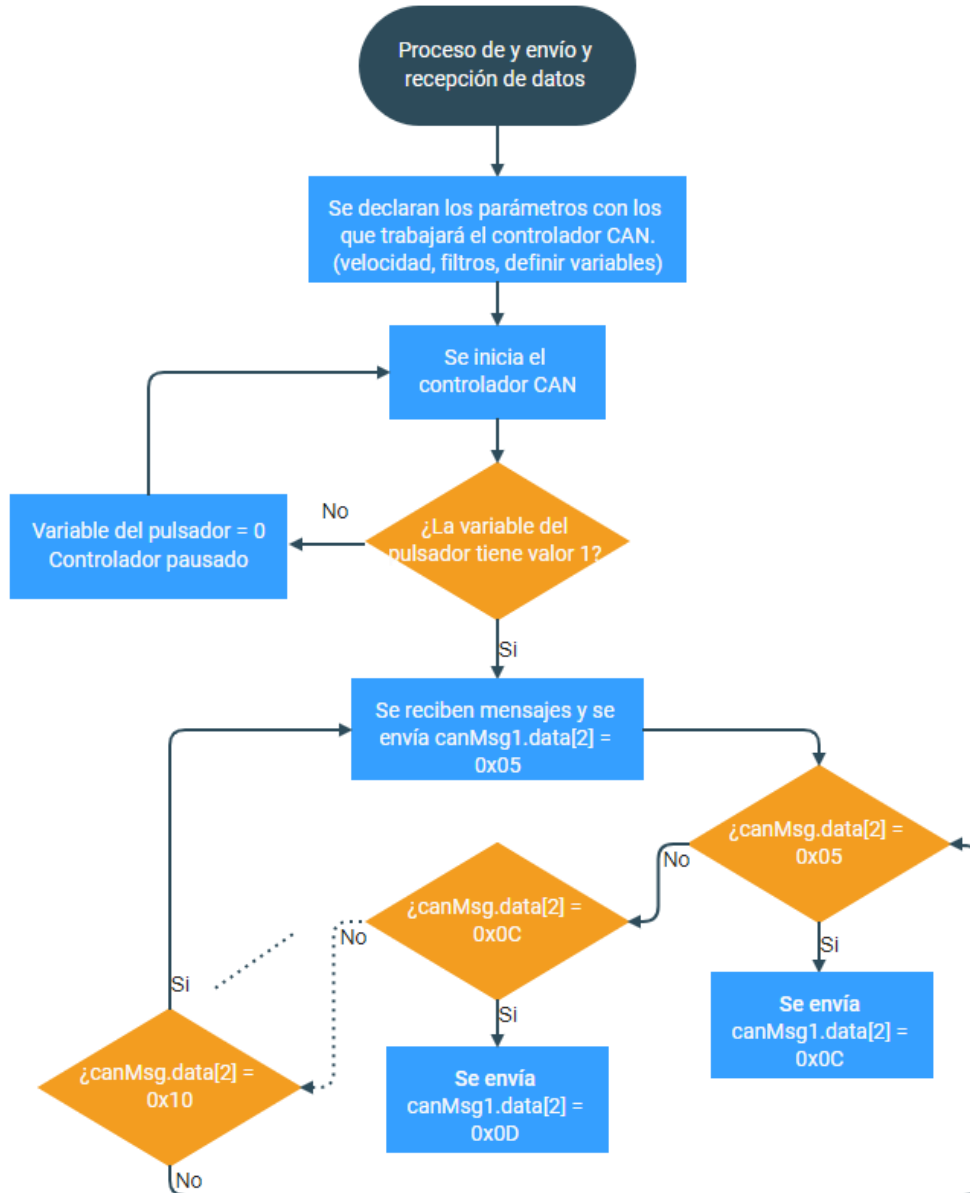 Proceso de y envío y
recepción de datos
Se declaran los parámetros con los
que trabajará el controlador CAN.
(velocidad, filtros, definir variables)
Se inicia el
controlador CAN
¿La variable del
pulsador tiene valor 1?
No
Variable del pulsador = 0
Controlador pausado
Si
Se reciben mensajes y se
envía canMsg1.data[2] =
0x05
¿canMsg.data[2] =
0x05
No
Si
Se envía
canMsg1.data[2] =
0x0C
¿canMsg.data[2] =
0x0C
No
Si
Se envía
canMsg1.data[2] =
0x0D
¿canMsg.data[2] =
0x10
Si
No